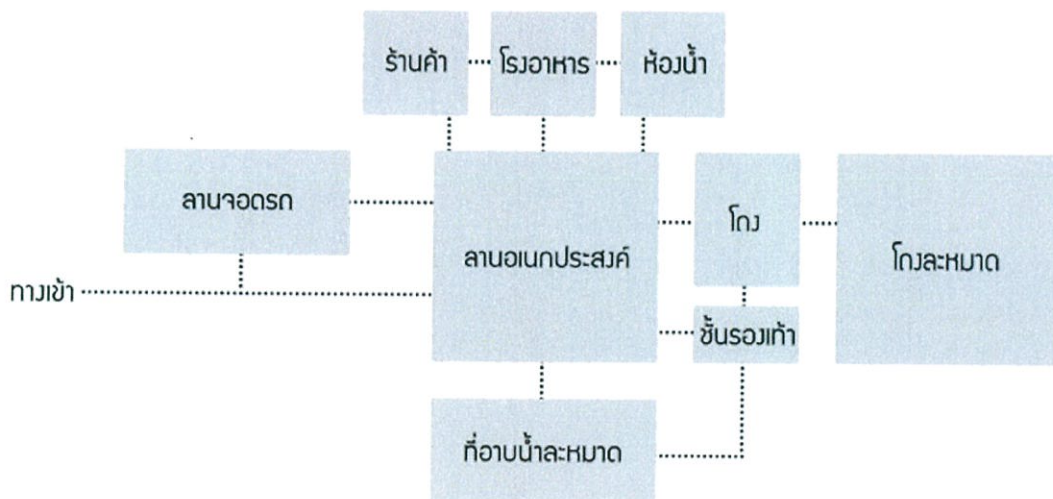 ร้านค้า
โรงอาหาร
ห้องน้ำ
ลานจอดรถ
ลานอเนกประสงค์
โถง
โถงละหมาด
ทางเข้า
ชั้นรองเท้า
ที่อาบน้ำละหมาด